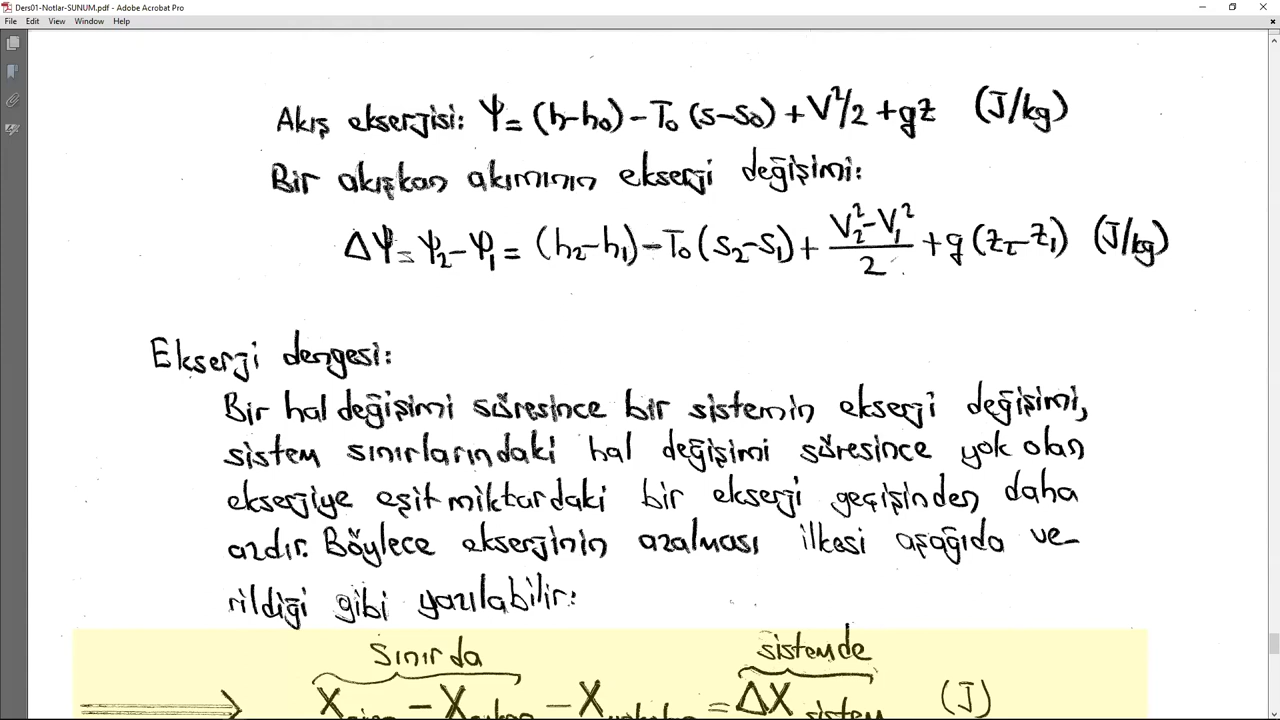 Ders01-Notlar-SUNUM.pdf - Adobe Acrobat Pro
File Edit View Window Help
Akış ekserjisi: Ψ = (h-h₀) - T₀ (s-s₀) + V²/2 + gz (J/kg)
Bir akışkan akımının ekserji değişimi:
ΔΨ = Ψ₂ - Ψ₁ = (h₂-h₁) - T₀ (s₂-s₁) + (V₂²-V₁²)/2 + g (z₂-z₁) (J/kg)
Ekserji dengesi:
Bir hal değişimi süresince bir sistemin ekserji değişimi,
sistem sınırlarındaki hal değişimi süresince yok olan
ekserjiye eşit miktardaki bir ekserji geçişinden daha
azdır. Böylece ekserjinin azalması ilkesi aşağıda ve-
rildiği gibi yazılabilir:
sınırda sistemde
⟹ X - X - X = ΔX sistem (J)